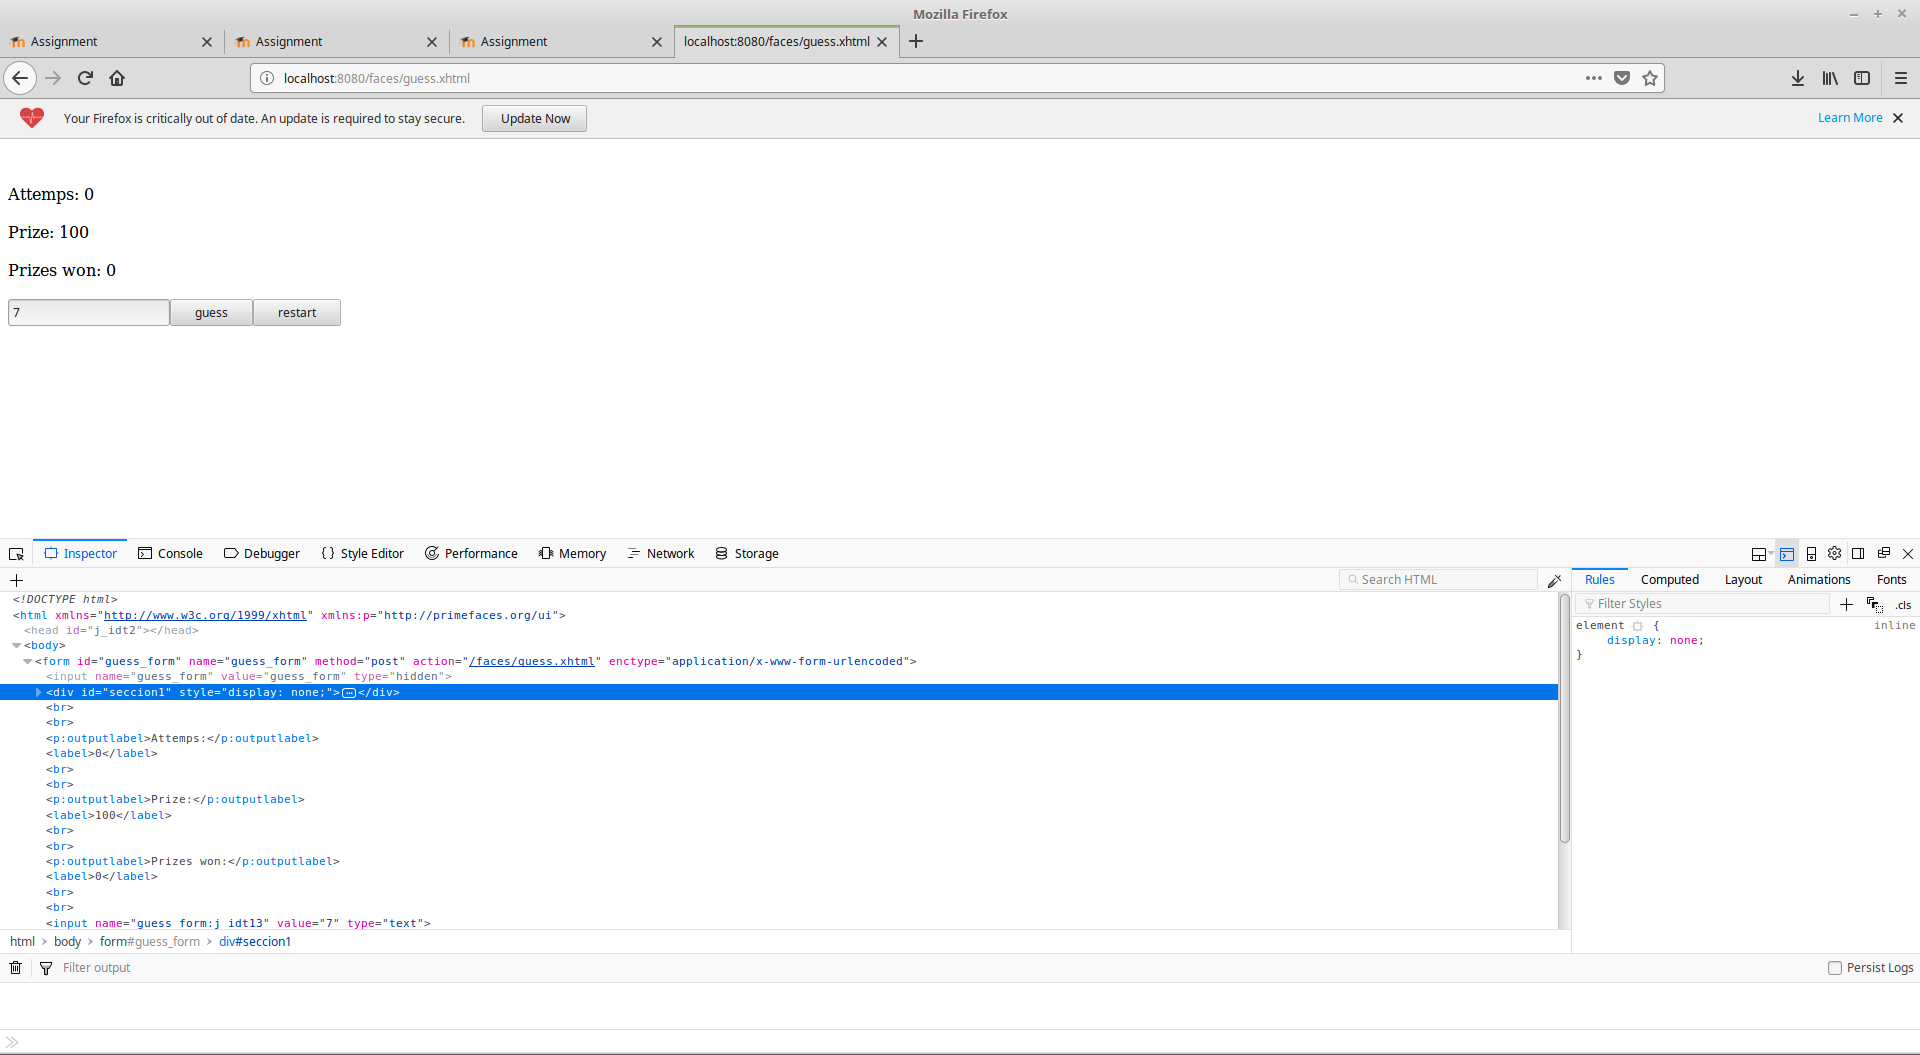 Mozilla Firefox
Assignment
Assignment
Assignment
localhost:8080/faces/guess.xhtml
localhost:8080/faces/guess.xhtml
Your Firefox is critically out of date. An update is required to stay secure.
Update Now
Learn More
Attemps: 0
Prize: 100
Prizes won: 0
7
guess
restart
Inspector
Console
Debugger
{ } Style Editor
Performance
Memory
Network
Storage
Search HTML
Rules
Computed
Layout
Animations
Fonts
Filter Styles
.cls
<!DOCTYPE html>
<html xmlns="http://www.w3c.org/1999/xhtml" xmlns:p="http://primefaces.org/ui">
<head id="j_idt2"></head>
<body>
<form id="guess_form" name="guess_form" method="post" action="/faces/guess.xhtml" enctype="application/x-www-form-urlencoded">
<input name="guess_form" value="guess_form" type="hidden">
<div id="seccion1" style="display: none;">…</div>
<br>
<br>
<p:outputlabel>Attemps:</p:outputlabel>
<label>0</label>
<br>
<br>
<p:outputlabel>Prize:</p:outputlabel>
<label>100</label>
<br>
<br>
<p:outputlabel>Prizes won:</p:outputlabel>
<label>0</label>
<br>
<br>
<input name="guess_form:j_idt13" value="7" type="text">
element { inline
display: none;
}
html › body › form#guess_form › div#seccion1
Filter output
Persist Logs